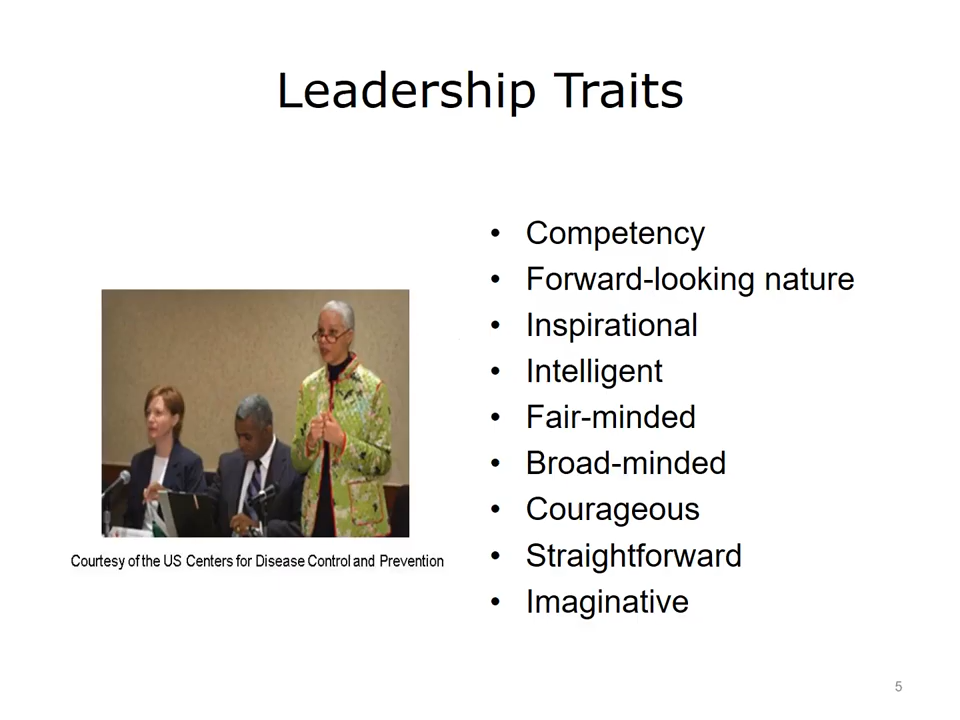 Leadership Traits
• Competency
• Forward-looking nature
• Inspirational
• Intelligent
• Fair-minded
• Broad-minded
• Courageous
• Straightforward
• Imaginative
Courtesy of the US Centers for Disease Control and Prevention
5